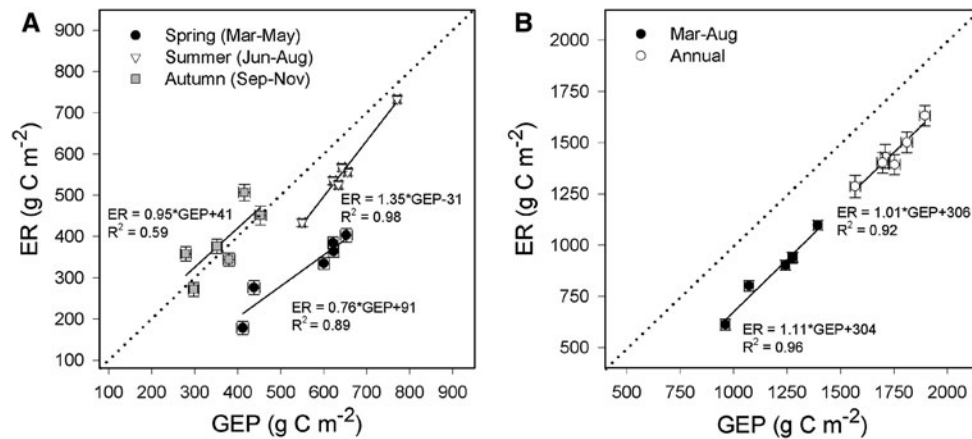 A
Spring (Mar-May)
Summer (Jun-Aug)
Autumn (Sep-Nov)
ER (g C m-2)
900
800
700
600
500
400
300
200
100
ER = 0.95*GEP+41
R2 = 0.59
ER = 1.35*GEP-31
R2 = 0.98
ER = 0.76*GEP+91
R2 = 0.89
100 200 300 400 500 600 700 800 900
GEP (g C m-2)
B
Mar-Aug
Annual
ER (g C m-2)
2000
1750
1500
1250
1000
750
500
ER = 1.01*GEP+306
R2 = 0.92
ER = 1.11*GEP+304
R2 = 0.96
500 750 1000 1250 1500 1750 2000
GEP (g C m-2)